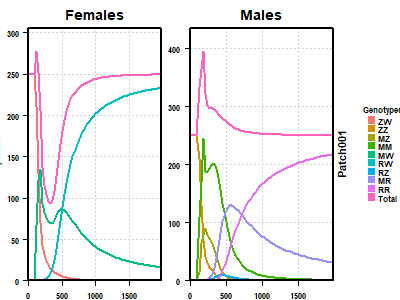 Females
Males
300
250
200
150
100
50
0
0
500
1000
1500
400
300
200
100
0
0
500
1000
1500
Patch001
Genotypes
ZW
ZZ
MZ
MM
MW
RW
RZ
MR
RR
Total